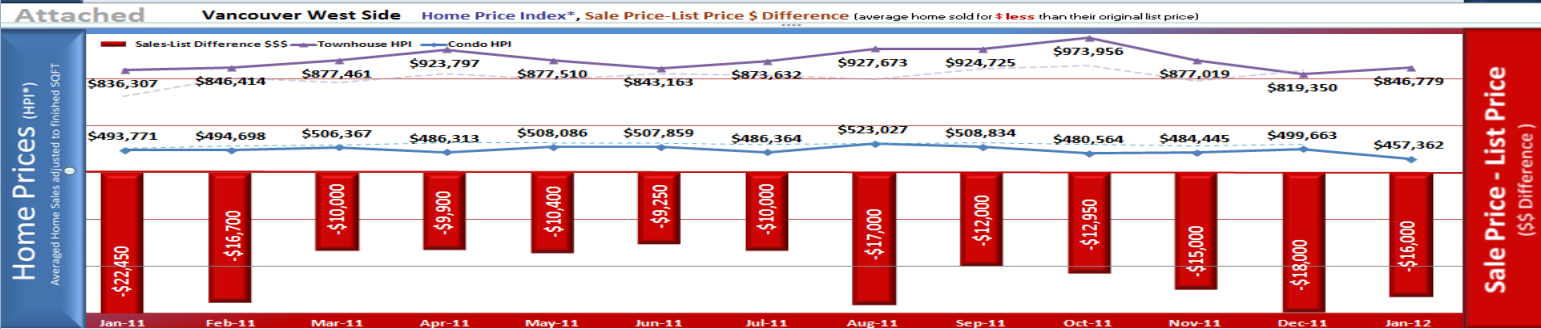 Attached Vancouver West Side Home Price Index*, Sale Price-List Price $ Difference (average home sold for $ less than their original list price)
Home Prices (HPI*)
Averaged Home Sales adjusted to finished SQFT
Sales-List Difference $$$ Townhouse HPI Condo HPI
$836,307 $846,414 $877,461 $923,797 $877,510 $843,163 $873,632 $927,673 $924,725 $973,956 $877,019 $819,350 $846,779
$493,771 $494,698 $506,367 $486,313 $508,086 $507,859 $486,364 $523,027 $508,834 $480,564 $484,445 $499,663 $457,362
-$22,450 -$16,700 -$10,000 -$9,900 -$10,400 -$9,250 -$10,000 -$17,000 -$12,000 -$12,950 -$15,000 -$18,000 -$16,000
Jan-11 Feb-11 Mar-11 Apr-11 May-11 Jun-11 Jul-11 Aug-11 Sep-11 Oct-11 Nov-11 Dec-11 Jan-12
Sale Price - List Price
($$ Difference )